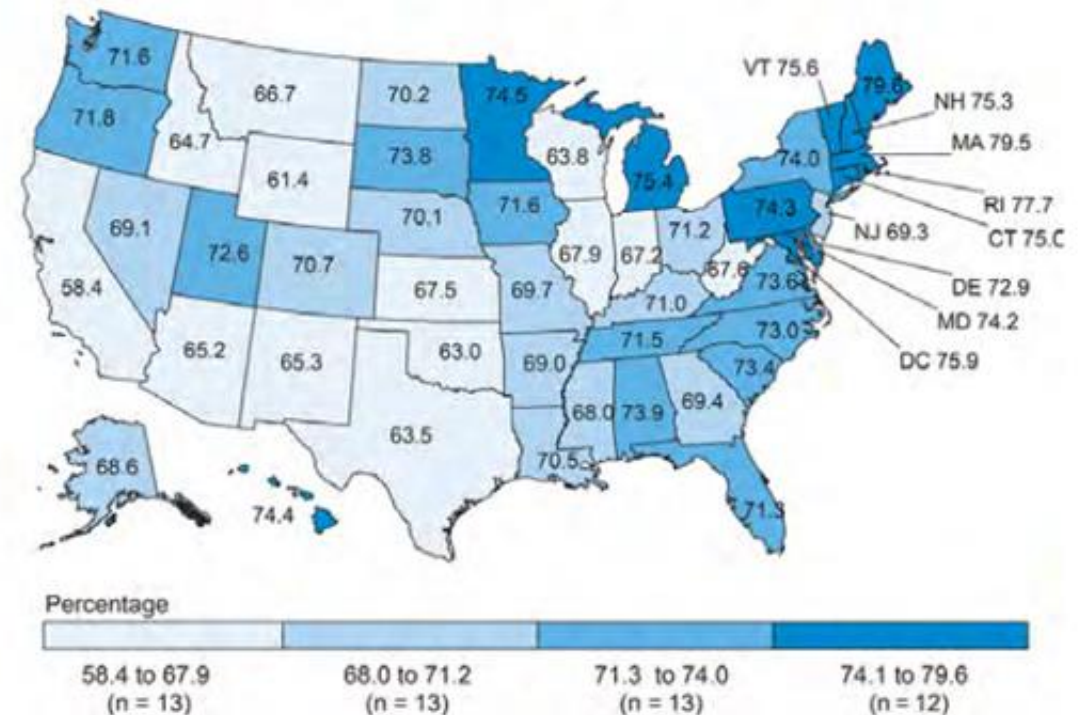 71.6
66.7
70.2
74.5
VT 75.6
79.6
NH 75.3
71.8
64.7
73.8
63.8
74.0
MA 79.5
61.4
75.4
RI 77.7
69.1
72.6
70.1
71.6
71.2
74.3
NJ 69.3
CT 75.0
70.7
67.9
67.2
67.6
73.6
DE 72.9
58.4
67.5
69.7
71.0
MD 74.2
65.2
65.3
63.0
71.5
73.0
DC 75.9
69.0
73.4
63.5
68.0
73.9
69.4
68.6
70.5
74.4
71.3
Percentage
58.4 to 67.9
68.0 to 71.2
71.3 to 74.0
74.1 to 79.6
(n = 13)
(n = 13)
(n = 13)
(n = 12)